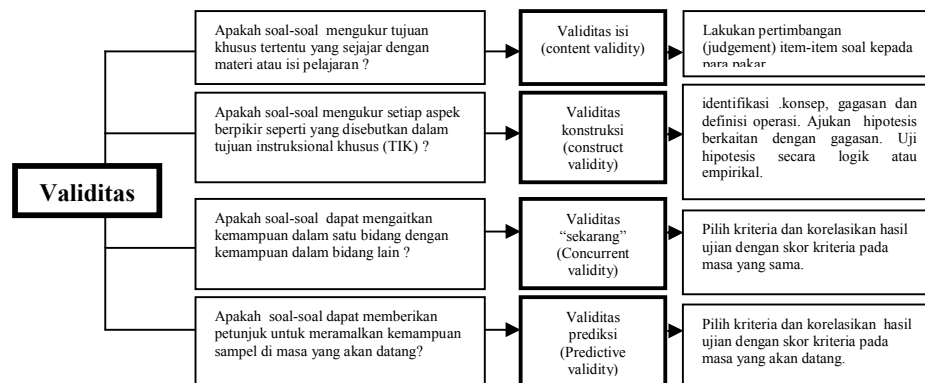 Validitas
Apakah soal-soal mengukur tujuan
khusus tertentu yang sejajar dengan
materi atau isi pelajaran ?
Validitas isi
(content validity)
Lakukan pertimbangan
(judgement) item-item soal kepada
para pakar
Apakah soal-soal mengukur setiap aspek
berpikir seperti yang disebutkan dalam
tujuan instruksional khusus (TIK) ?
Validitas
konstruksi
(construct
validity)
identifikasi .konsep, gagasan dan
definisi operasi. Ajukan hipotesis
berkaitan dengan gagasan. Uji
hipotesis secara logik atau
empirikal.
Apakah soal-soal dapat mengaitkan
kemampuan dalam satu bidang dengan
kemampuan dalam bidang lain ?
Validitas
“sekarang”
(Concurrent
validity)
Pilih kriteria dan korelasikan hasil
ujian dengan skor kriteria pada
masa yang sama.
Apakah soal-soal dapat memberikan
petunjuk untuk meramalkan kemampuan
sampel di masa yang akan datang?
Validitas
prediksi
(Predictive
validity)
Pilih kriteria dan korelasikan hasil
ujian dengan skor kriteria pada
masa yang akan datang.